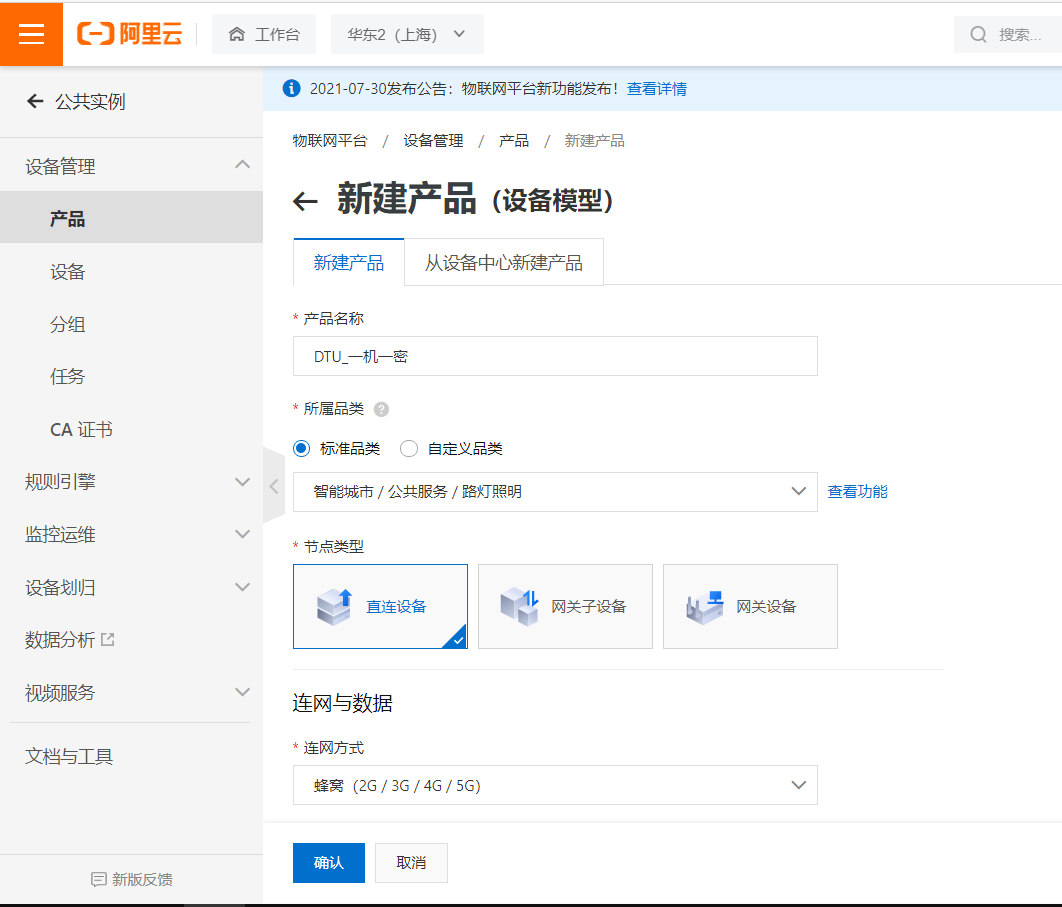 阿里云
工作台
华东2（上海）
搜索...
公共实例
设备管理
产品
设备
分组
任务
CA 证书
规则引擎
监控运维
设备划归
数据分析
视频服务
文档与工具
新版反馈
2021-07-30发布公告：物联网平台新功能发布！查看详情
物联网平台 / 设备管理 / 产品 / 新建产品
新建产品（设备模型）
新建产品
从设备中心新建产品
* 产品名称
DTU_一机一密
* 所属品类 ?
标准品类
自定义品类
智能城市 / 公共服务 / 路灯照明
查看功能
* 节点类型
直连设备
网关子设备
网关设备
连网与数据
* 连网方式
蜂窝（2G / 3G / 4G / 5G）
确认
取消